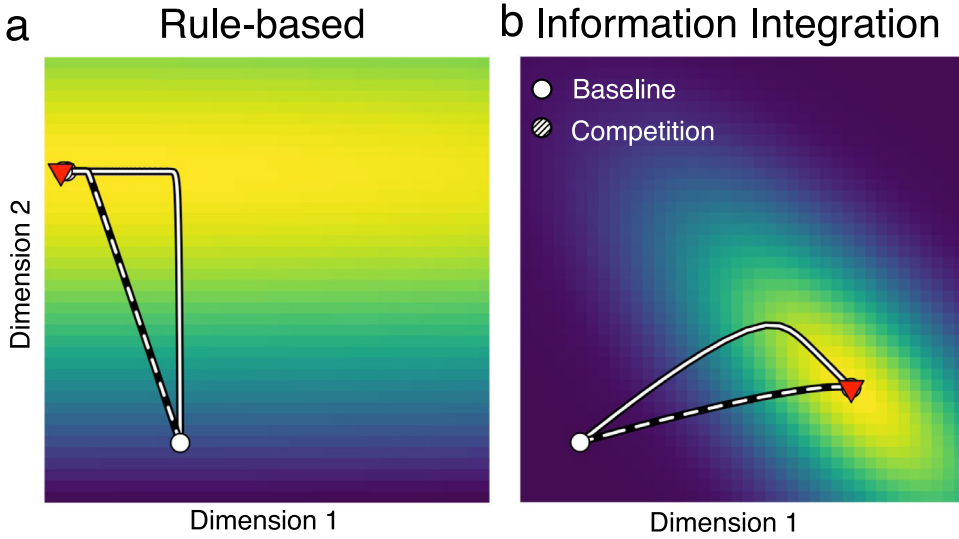 a Rule-based
b Information Integration
Baseline
Competition
Dimension 2
Dimension 1
Dimension 1